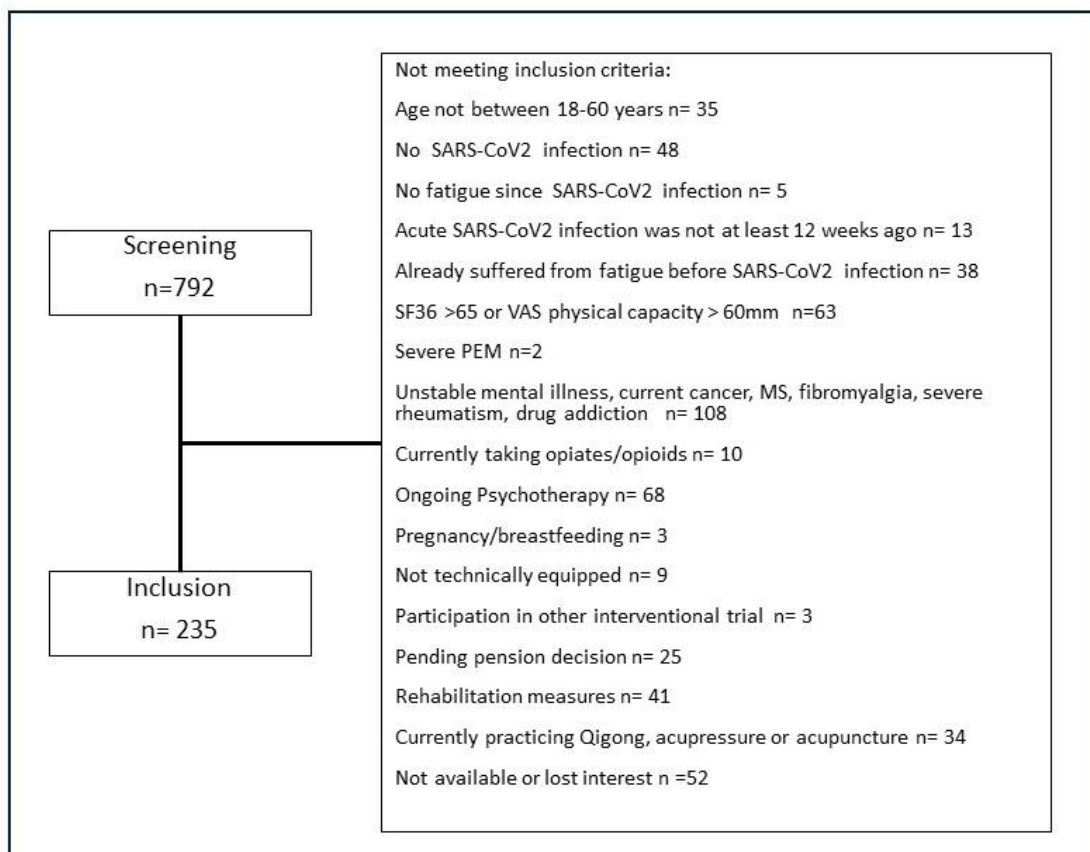 Screening
n=792
Inclusion
n= 235
Not meeting inclusion criteria:
Age not between 18-60 years n= 35
No SARS-CoV2 infection n= 48
No fatigue since SARS-CoV2 infection n= 5
Acute SARS-CoV2 infection was not at least 12 weeks ago n= 13
Already suffered from fatigue before SARS-CoV2 infection n= 38
SF36 >65 or VAS physical capacity > 60mm n=63
Severe PEM n=2
Unstable mental illness, current cancer, MS, fibromyalgia, severe
rheumatism, drug addiction n= 108
Currently taking opiates/opioids n= 10
Ongoing Psychotherapy n= 68
Pregnancy/breastfeeding n= 3
Not technically equipped n= 9
Participation in other interventional trial n= 3
Pending pension decision n= 25
Rehabilitation measures n= 41
Currently practicing Qigong, acupressure or acupuncture n= 34
Not available or lost interest n =52